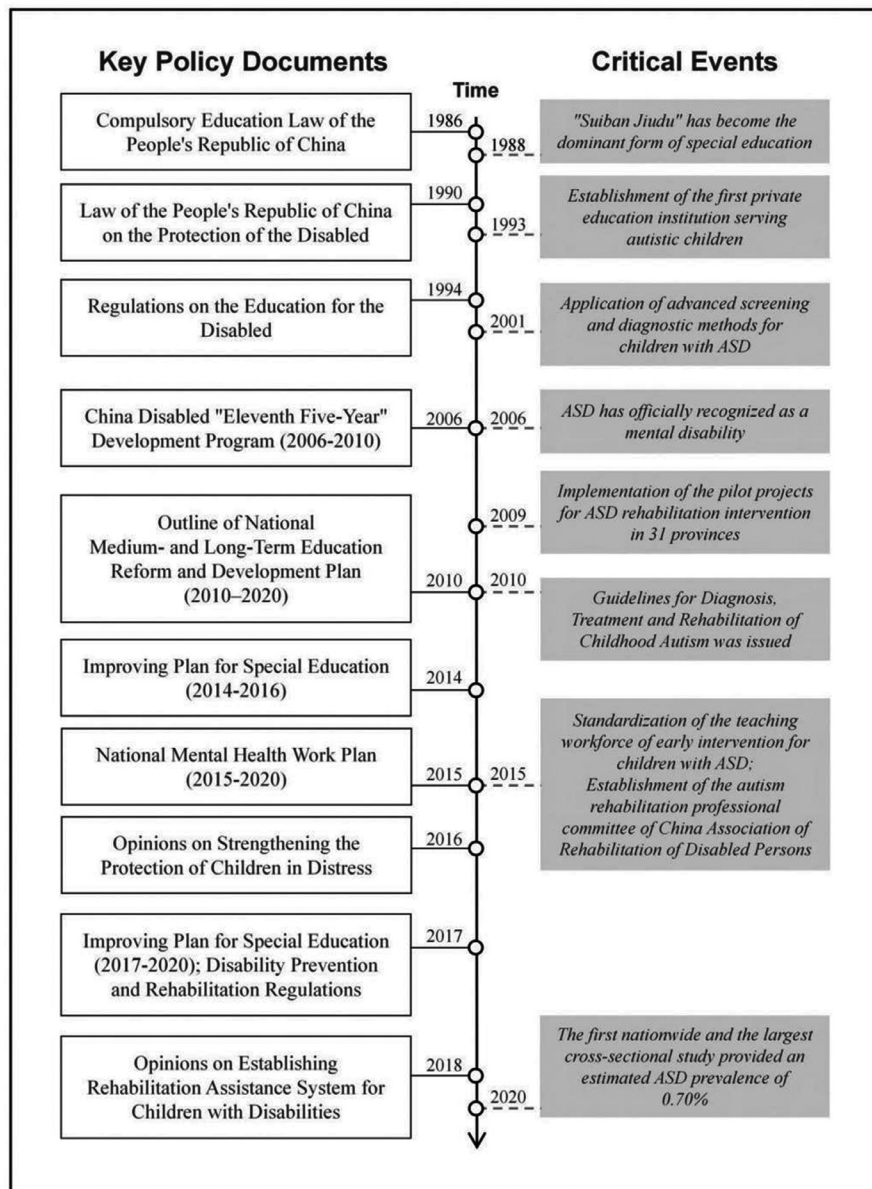 Key Policy Documents
Critical Events
Time
Compulsory Education Law of the
People's Republic of China
1986
1988
"Suiban Jiudu" has become the
dominant form of special education
Law of the People's Republic of China
on the Protection of the Disabled
1990
1993
Establishment of the first private
education institution serving
autistic children
Regulations on the Education for the
Disabled
1994
2001
Application of advanced screening
and diagnostic methods for
children with ASD
China Disabled "Eleventh Five-Year"
Development Program (2006-2010)
2006
2006
ASD has officially recognized as a
mental disability
2009
Implementation of the pilot projects
for ASD rehabilitation intervention
in 31 provinces
Outline of National
Medium- and Long-Term Education
Reform and Development Plan
(2010–2020)
2010
2010
Guidelines for Diagnosis,
Treatment and Rehabilitation of
Childhood Autism was issued
Improving Plan for Special Education
(2014-2016)
2014
National Mental Health Work Plan
(2015-2020)
2015
2015
Standardization of the teaching
workforce of early intervention for
children with ASD;
Establishment of the autism
rehabilitation professional
committee of China Association of
Rehabilitation of Disabled Persons
Opinions on Strengthening the
Protection of Children in Distress
2016
Improving Plan for Special Education
(2017-2020); Disability Prevention
and Rehabilitation Regulations
2017
Opinions on Establishing
Rehabilitation Assistance System for
Children with Disabilities
2018
2020
The first nationwide and the largest
cross-sectional study provided an
estimated ASD prevalence of
0.70%